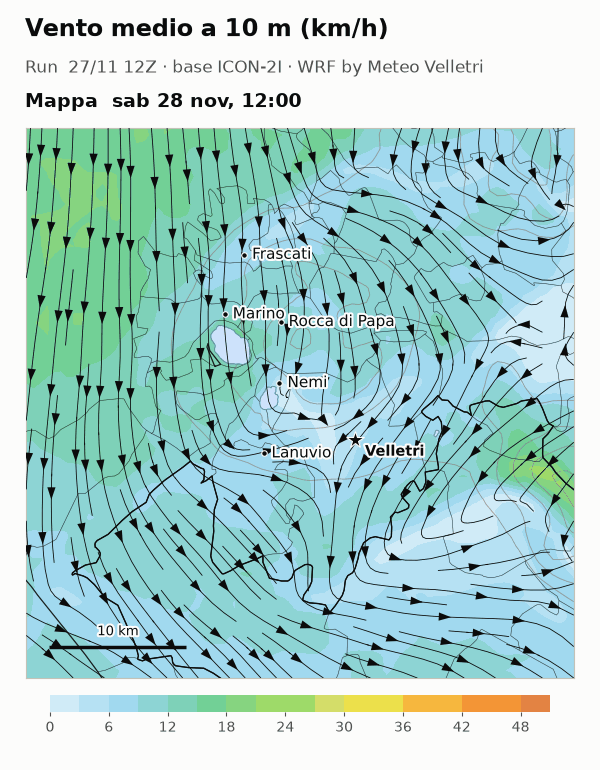 Vento medio a 10 m (km/h)
Run 27/11 12Z · base ICON-2I · WRF by Meteo Velletri
Mappa sab 28 nov, 12:00
Frascati
Marino
Rocca di Papa
Nemi
Velletri
Lanuvio
10 km
0 6 12 18 24 30 36 42 48